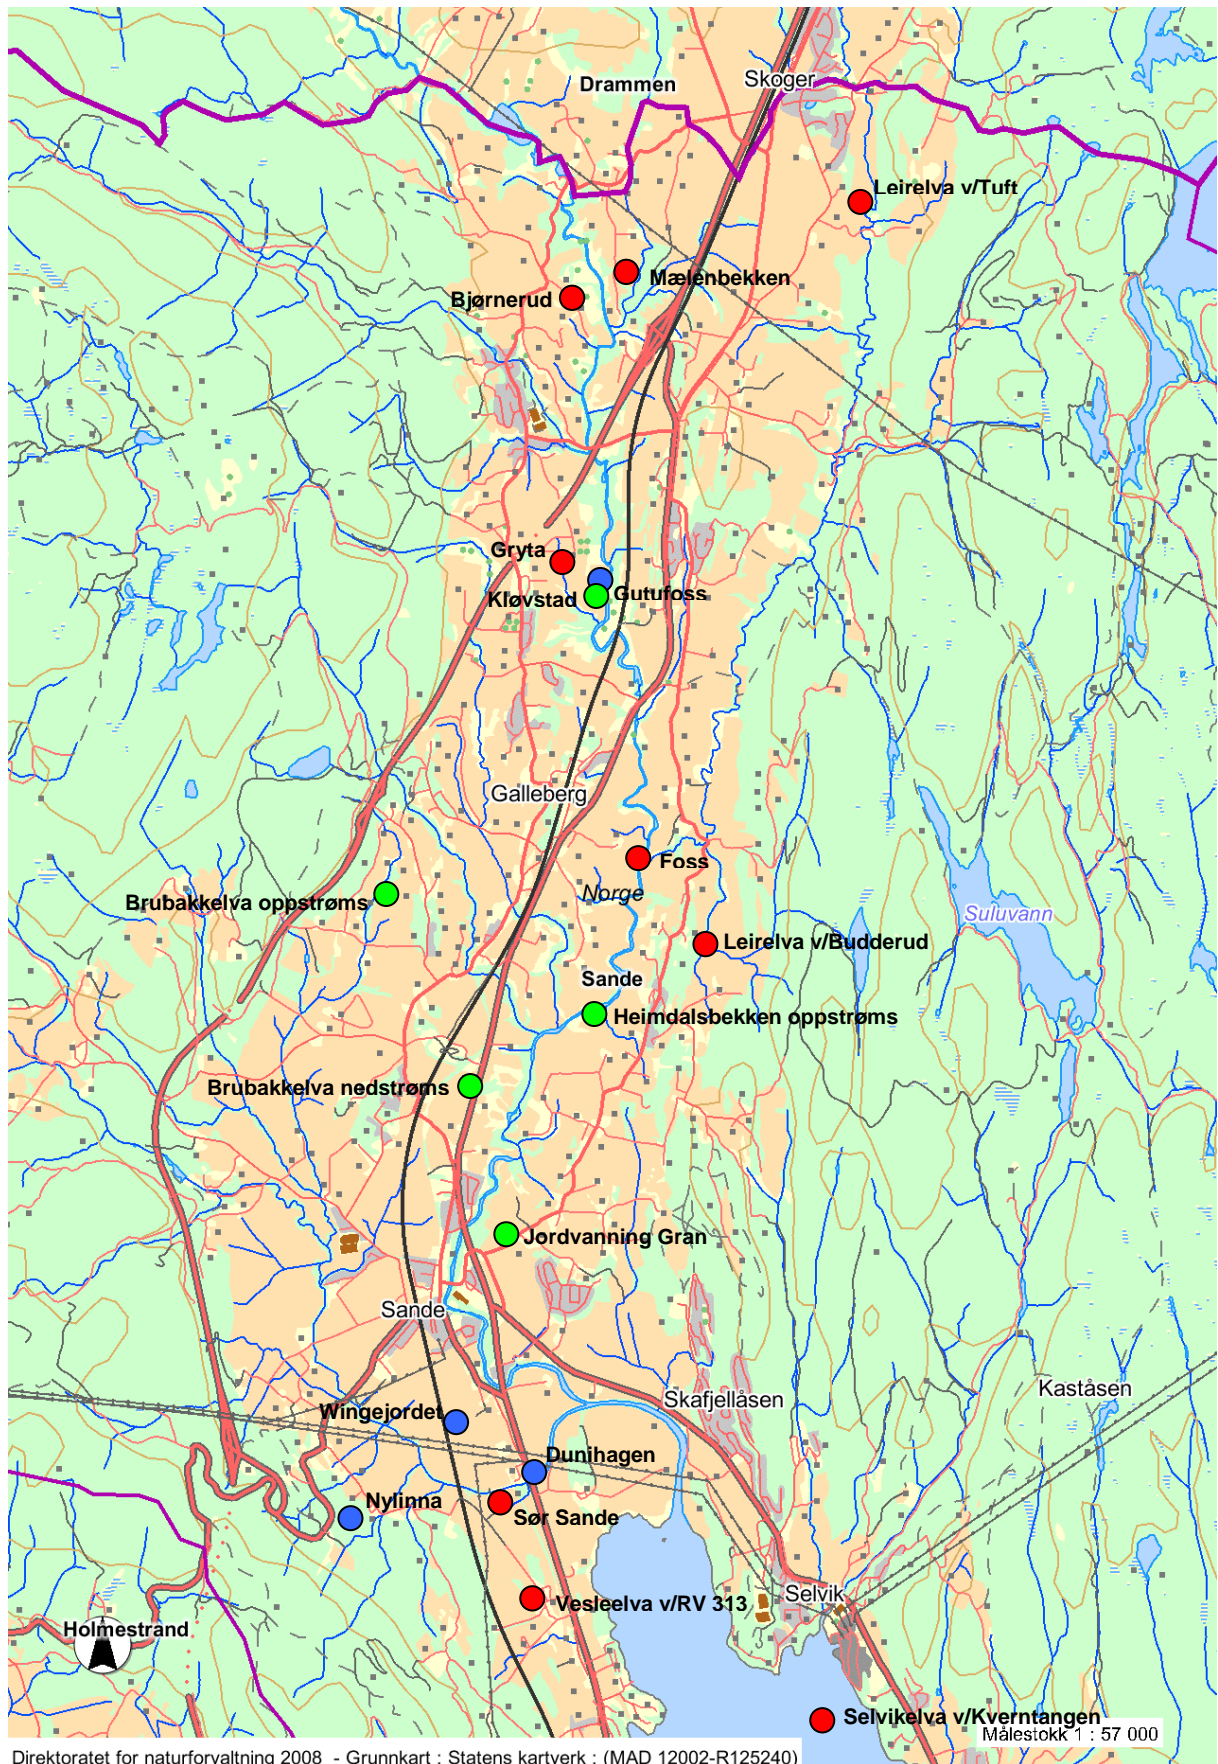 Drammen
Skoger
Leirelva v/Tuft
Mælenbekken
Bjørnerud
Gryta
Kløvstad
Gutufoss
Galleberg
Foss
Norge
Brubakkelva oppstrøms
Suluvann
Leirelva v/Budderud
Sande
Heimdalsbekken oppstrøms
Brubakkelva nedstrøms
Jordvanning Gran
Sande
Skafjellåsen
Kaståsen
Wingejordet
Dunihagen
Nylinna
Sør Sande
Selvik
Vesleelva v/RV 313
Holmestrand
Selvikelva v/Kverntangen
Målestokk 1 : 57 000
Direktoratet for naturforvaltning 2008 - Grunnkart : Statens kartverk : (MAD 12002-R125240)